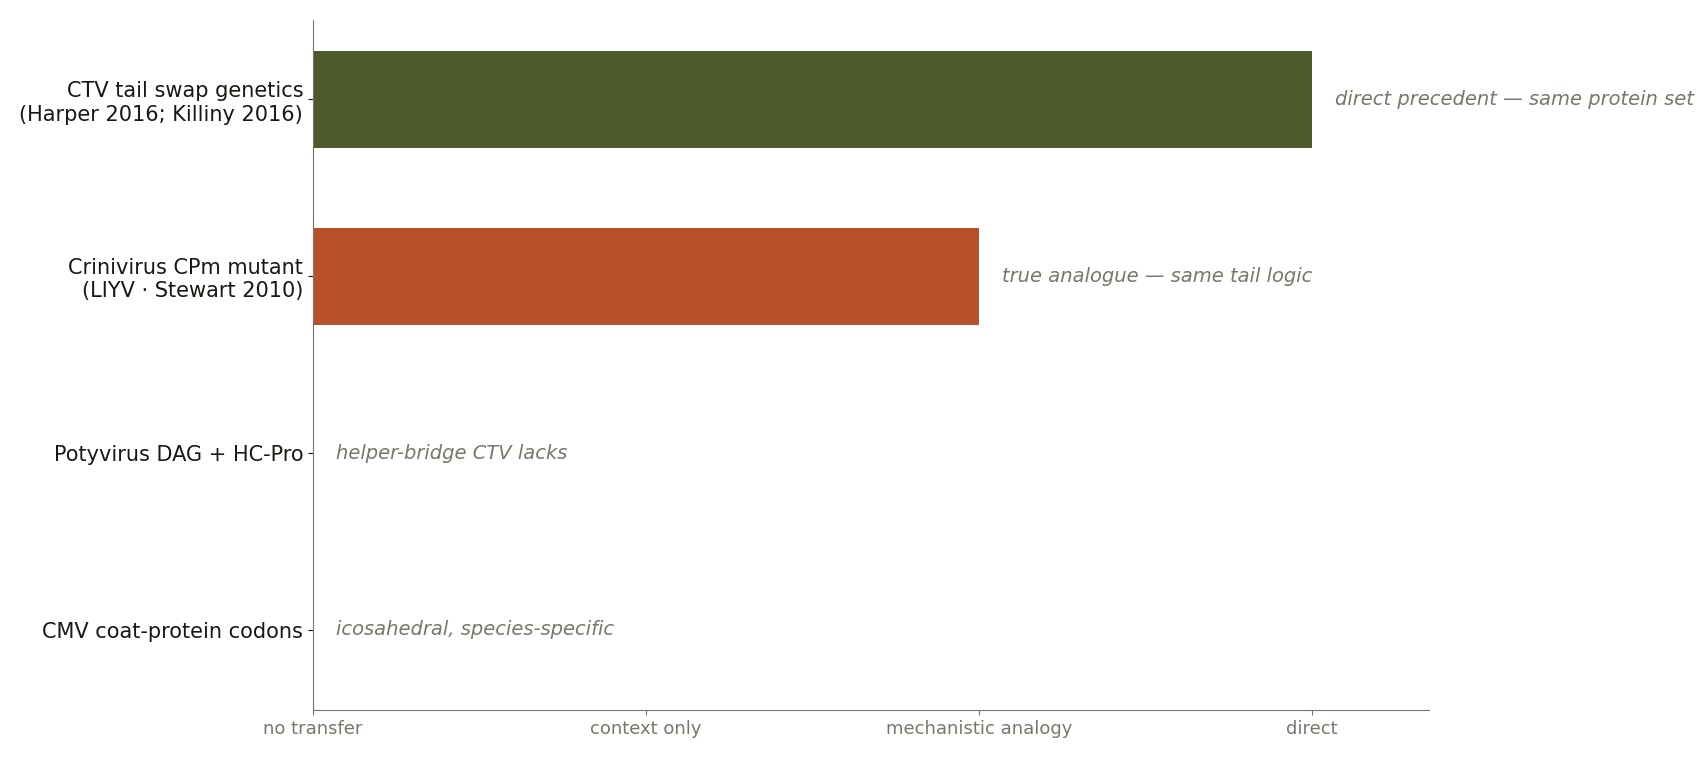 CTV tail swap genetics
(Harper 2016; Killiny 2016)
direct precedent — same protein set
Crinivirus CPm mutant
(LIYV · Stewart 2010)
true analogue — same tail logic
Potyvirus DAG + HC-Pro
helper-bridge CTV lacks
CMV coat-protein codons
icosahedral, species-specific
no transfer
context only
mechanistic analogy
direct